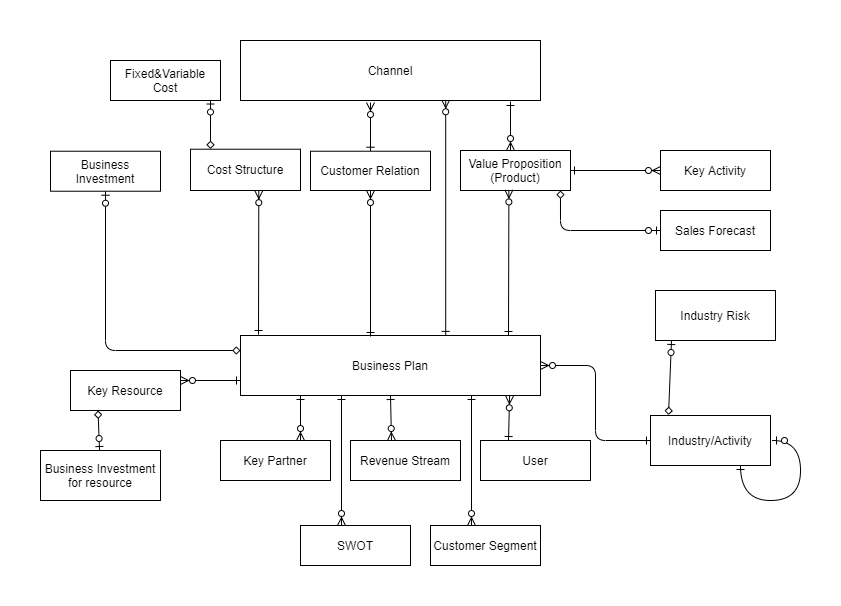 Channel
Fixed&Variable
Cost
Business
Investment
Cost Structure
Customer Relation
Value Proposition
(Product)
Key Activity
Sales Forecast
Industry Risk
Business Plan
Key Resource
Industry/Activity
Business Investment
for resource
Key Partner
Revenue Stream
User
SWOT
Customer Segment